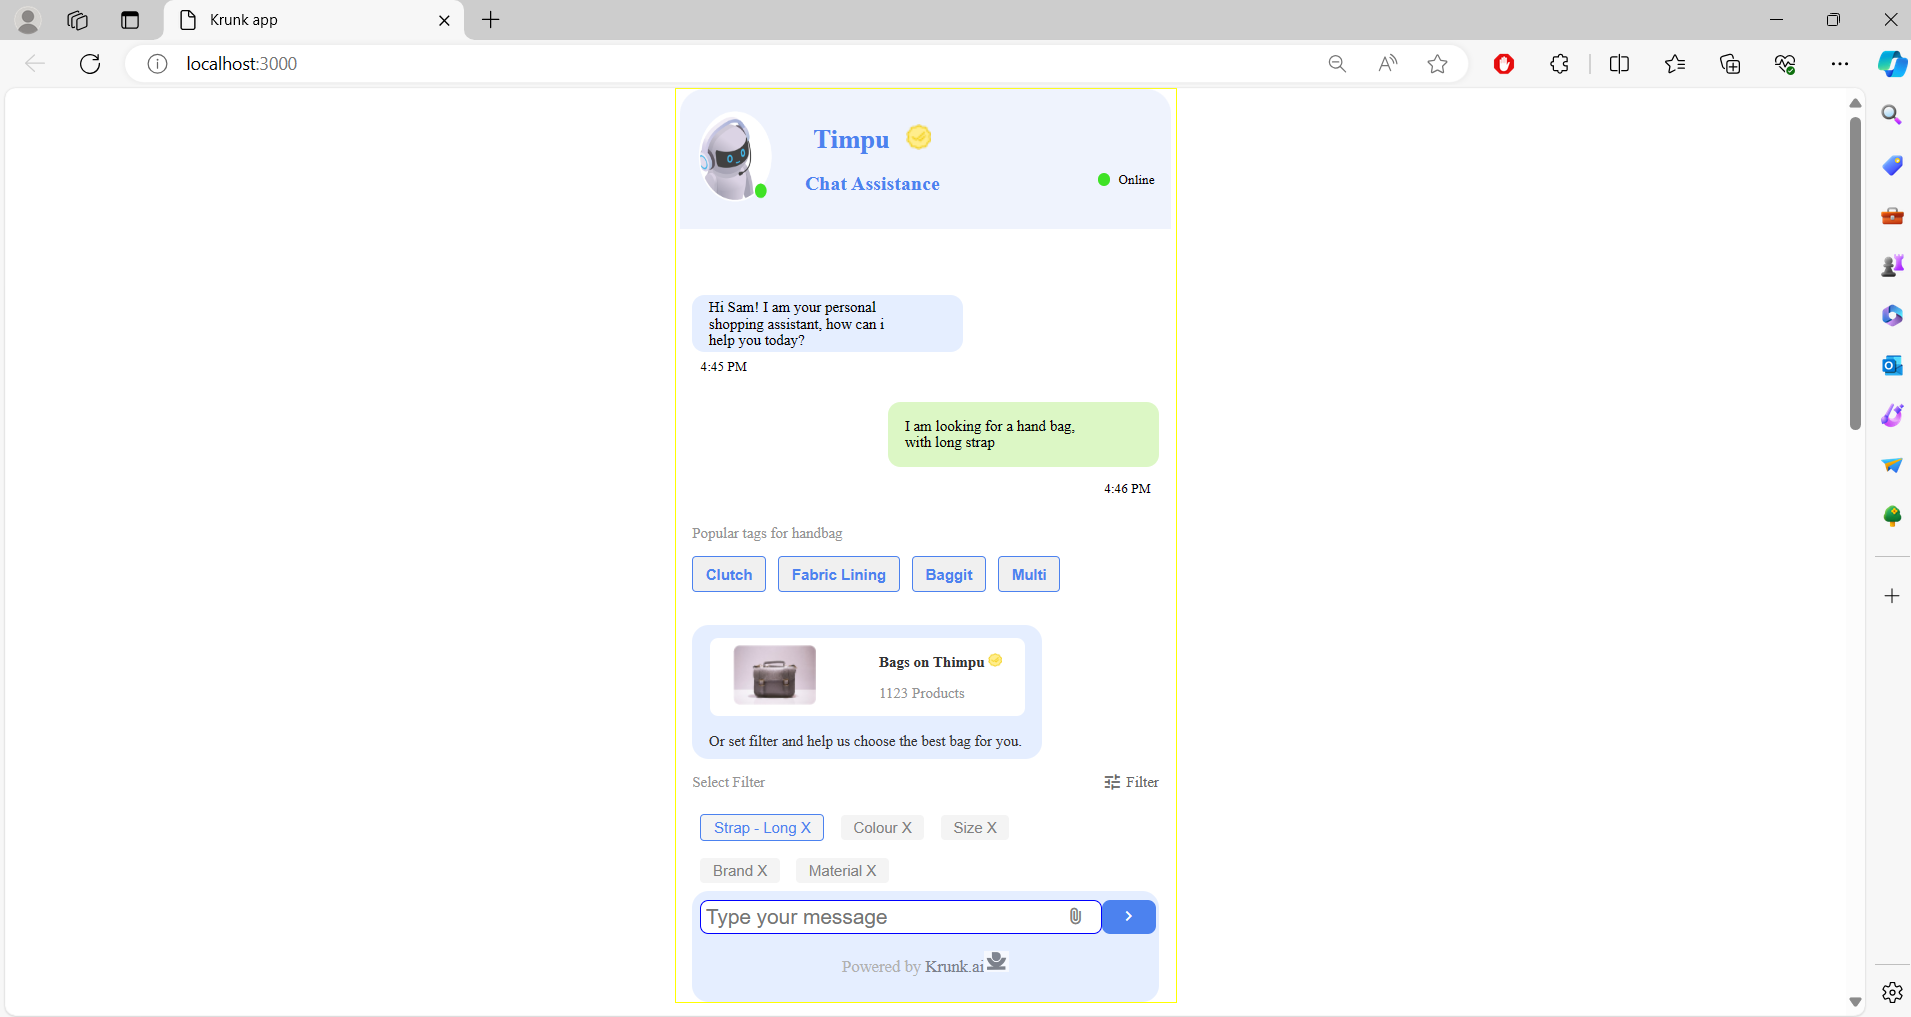 Krunk app
localhost:3000
Timpu
Chat Assistance
Online
Hi Sam! I am your personal
shopping assistant, how can i
help you today?
4:45 PM
I am looking for a hand bag,
with long strap
4:46 PM
Popular tags for handbag
Clutch
Fabric Lining
Baggit
Multi
Bags on Thimpu
1123 Products
Or set filter and help us choose the best bag for you.
Select Filter
Filter
Strap - Long X
Colour X
Size X
Brand X
Material X
Type your message
Powered by Krunk.ai